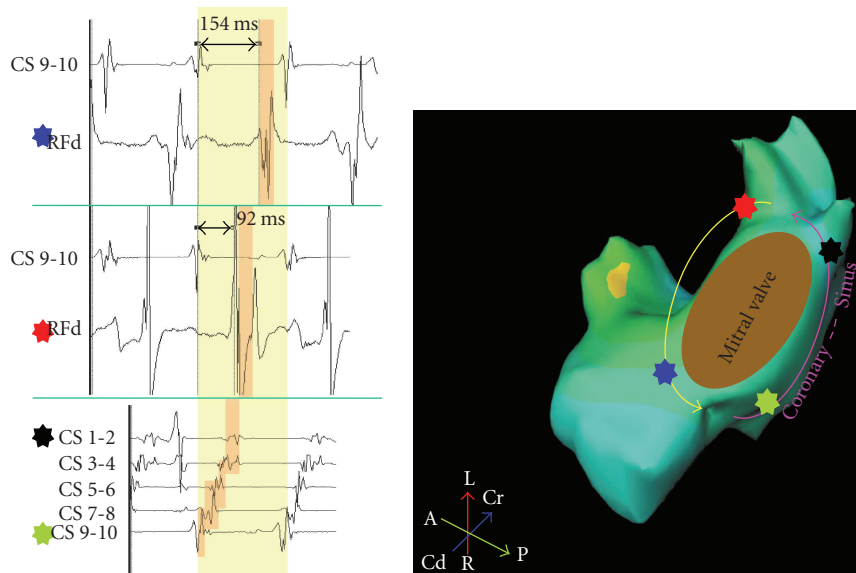 154 ms
CS 9-10
RFd
92 ms
CS 9-10
RFd
CS 1-2
CS 3-4
CS 5-6
CS 7-8
CS 9-10
Mitral valve
Coronary -- Sinus
L
Cr
A
Cd
R
P